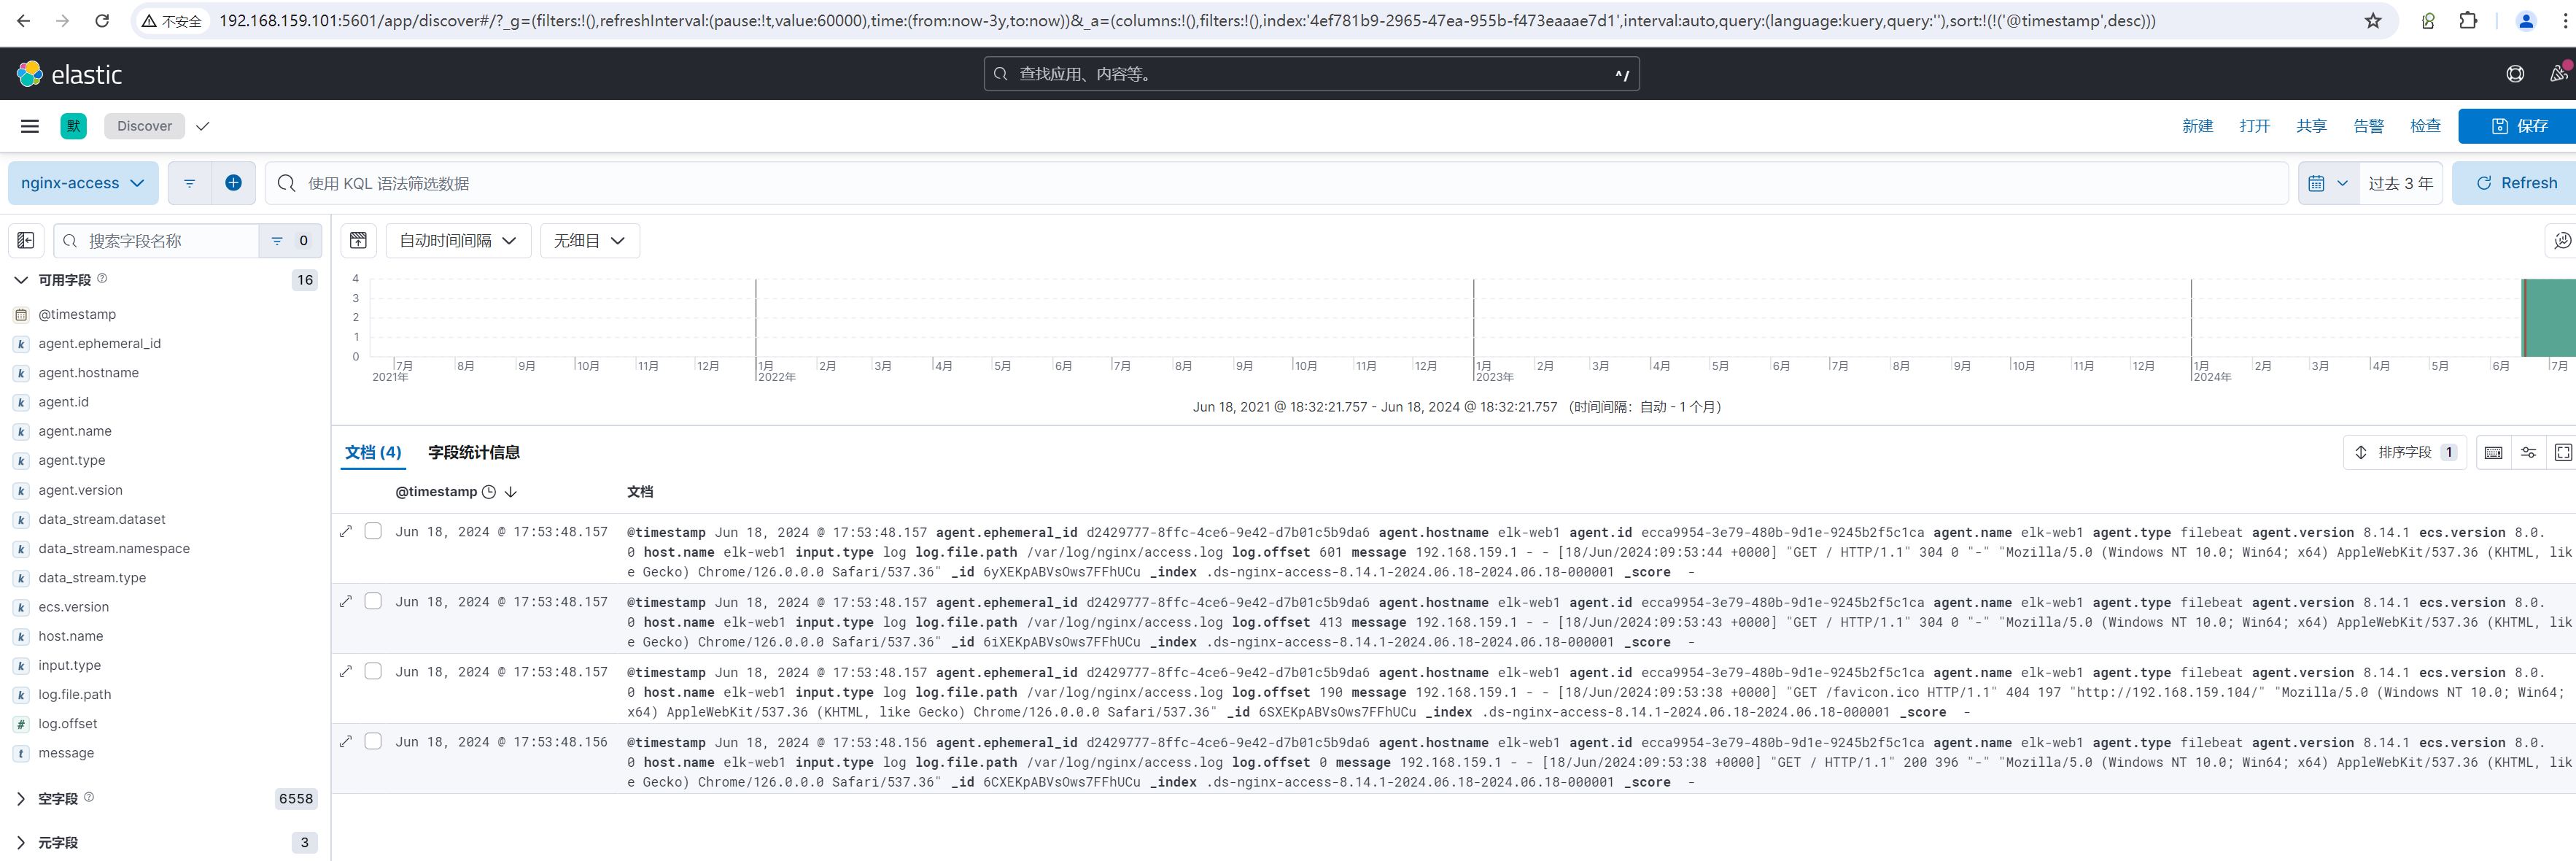 不安全 192.168.159.101:5601/app/discover#/?_g=(filters:!(),refreshInterval:(pause:!t,value:60000),time:(from:now-3y,to:now))&_a=(columns:!(),filters:!(),index:'4ef781b9-2965-47ea-955b-f473eaaae7d1',interval:auto,query:(language:kuery,query:''),sort:!(!('@timestamp',desc)))
elastic 查找应用、内容等。 ^/
默 Discover 新建 打开 共享 告警 检查 保存
nginx-access 使用 KQL 语法筛选数据 过去 3 年 Refresh
搜索字段名称 0 自动时间间隔 无细目
可用字段 16
@timestamp
agent.ephemeral_id
agent.hostname
agent.id
agent.name
agent.type
agent.version
data_stream.dataset
data_stream.namespace
data_stream.type
ecs.version
host.name
input.type
log.file.path
log.offset
message
空字段 6558
元字段 3
4
3
2
1
0
7月 8月 9月 10月 11月 12月 1月 2月 3月 4月 5月 6月 7月 8月 9月 10月 11月 12月 1月 2月 3月 4月 5月 6月 7月 8月 9月 10月 11月 12月 1月 2月 3月 4月 5月 6月 7月
2021年 2022年 2023年 2024年
Jun 18, 2021 @ 18:32:21.757 - Jun 18, 2024 @ 18:32:21.757 （时间间隔：自动 - 1 个月）
文档 (4) 字段统计信息 排序字段 1
@timestamp 文档
Jun 18, 2024 @ 17:53:48.157 @timestamp Jun 18, 2024 @ 17:53:48.157 agent.ephemeral_id d2429777-8ffc-4ce6-9e42-d7b01c5b9da6 agent.hostname elk-web1 agent.id ecca9954-3e79-480b-9d1e-9245b2f5c1ca agent.name elk-web1 agent.type filebeat agent.version 8.14.1 ecs.version 8.0.
0 host.name elk-web1 input.type log log.file.path /var/log/nginx/access.log log.offset 601 message 192.168.159.1 - - [18/Jun/2024:09:53:44 +0000] "GET / HTTP/1.1" 304 0 "-" "Mozilla/5.0 (Windows NT 10.0; Win64; x64) AppleWebKit/537.36 (KHTML, lik
e Gecko) Chrome/126.0.0.0 Safari/537.36" _id 6yXEKpABVsOws7FFhUCu _index .ds-nginx-access-8.14.1-2024.06.18-2024.06.18-000001 _score -
Jun 18, 2024 @ 17:53:48.157 @timestamp Jun 18, 2024 @ 17:53:48.157 agent.ephemeral_id d2429777-8ffc-4ce6-9e42-d7b01c5b9da6 agent.hostname elk-web1 agent.id ecca9954-3e79-480b-9d1e-9245b2f5c1ca agent.name elk-web1 agent.type filebeat agent.version 8.14.1 ecs.version 8.0.
0 host.name elk-web1 input.type log log.file.path /var/log/nginx/access.log log.offset 413 message 192.168.159.1 - - [18/Jun/2024:09:53:43 +0000] "GET / HTTP/1.1" 304 0 "-" "Mozilla/5.0 (Windows NT 10.0; Win64; x64) AppleWebKit/537.36 (KHTML, lik
e Gecko) Chrome/126.0.0.0 Safari/537.36" _id 6iXEKpABVsOws7FFhUCu _index .ds-nginx-access-8.14.1-2024.06.18-2024.06.18-000001 _score -
Jun 18, 2024 @ 17:53:48.157 @timestamp Jun 18, 2024 @ 17:53:48.157 agent.ephemeral_id d2429777-8ffc-4ce6-9e42-d7b01c5b9da6 agent.hostname elk-web1 agent.id ecca9954-3e79-480b-9d1e-9245b2f5c1ca agent.name elk-web1 agent.type filebeat agent.version 8.14.1 ecs.version 8.0.
0 host.name elk-web1 input.type log log.file.path /var/log/nginx/access.log log.offset 190 message 192.168.159.1 - - [18/Jun/2024:09:53:38 +0000] "GET /favicon.ico HTTP/1.1" 404 197 "http://192.168.159.104/" "Mozilla/5.0 (Windows NT 10.0; Win64;
x64) AppleWebKit/537.36 (KHTML, like Gecko) Chrome/126.0.0.0 Safari/537.36" _id 6SXEKpABVsOws7FFhUCu _index .ds-nginx-access-8.14.1-2024.06.18-2024.06.18-000001 _score -
Jun 18, 2024 @ 17:53:48.156 @timestamp Jun 18, 2024 @ 17:53:48.156 agent.ephemeral_id d2429777-8ffc-4ce6-9e42-d7b01c5b9da6 agent.hostname elk-web1 agent.id ecca9954-3e79-480b-9d1e-9245b2f5c1ca agent.name elk-web1 agent.type filebeat agent.version 8.14.1 ecs.version 8.0.
0 host.name elk-web1 input.type log log.file.path /var/log/nginx/access.log log.offset 0 message 192.168.159.1 - - [18/Jun/2024:09:53:38 +0000] "GET / HTTP/1.1" 200 396 "-" "Mozilla/5.0 (Windows NT 10.0; Win64; x64) AppleWebKit/537.36 (KHTML, lik
e Gecko) Chrome/126.0.0.0 Safari/537.36" _id 6CXEKpABVsOws7FFhUCu _index .ds-nginx-access-8.14.1-2024.06.18-2024.06.18-000001 _score -